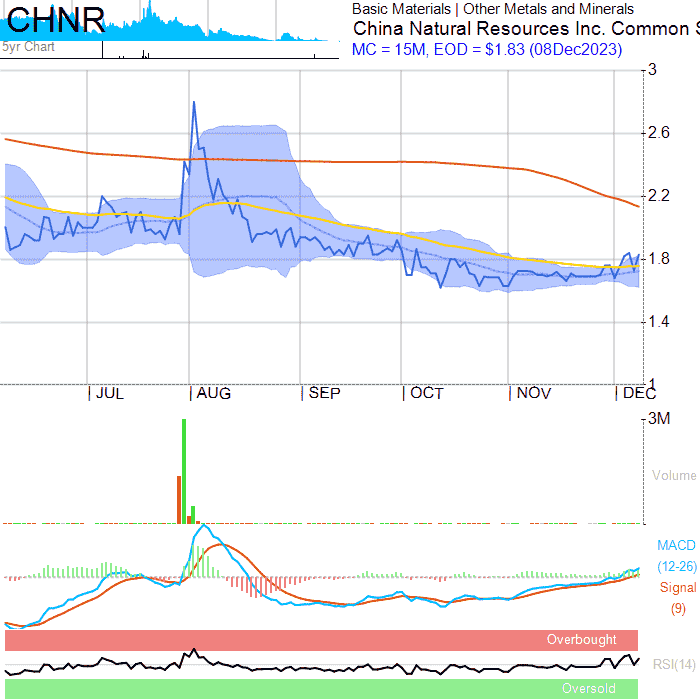 CHNR
5yr Chart
Basic Materials | Other Metals and Minerals
China Natural Resources Inc. Common S
MC = 15M, EOD = $1.83 (08Dec2023)
3
2.6
2.2
1.8
1.4
1
JUL AUG SEP OCT NOV DEC
3M
Volume
MACD
(12-26)
Signal
(9)
Overbought
RSI(14)
Oversold